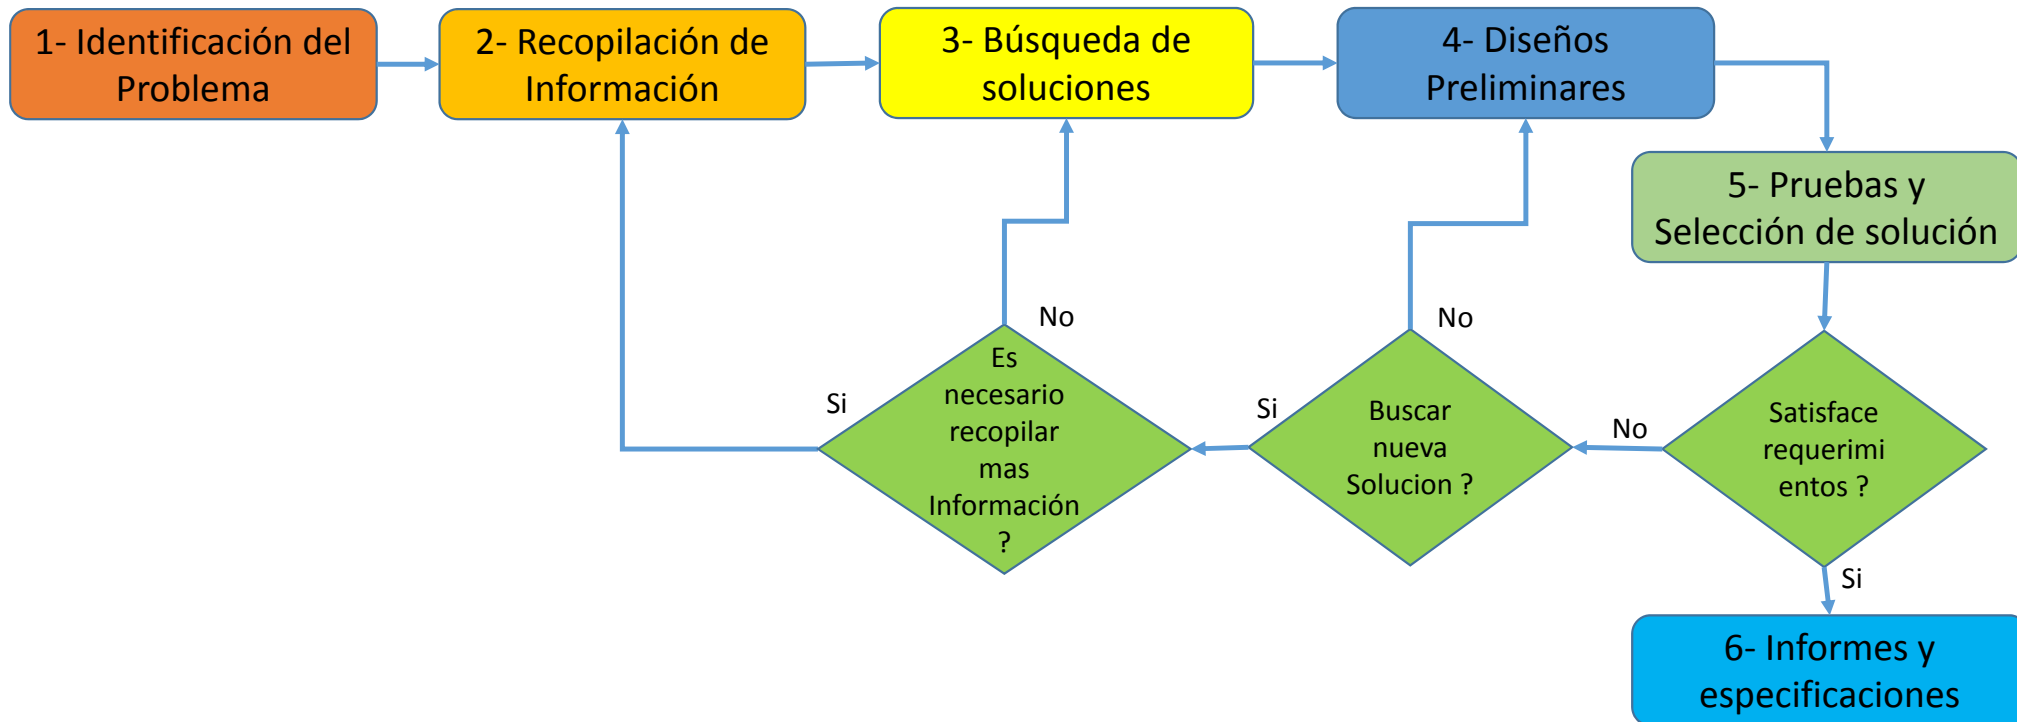 1- Identificación del
Problema
2- Recopilación de
Información
3- Búsqueda de
soluciones
4- Diseños
Preliminares
5- Pruebas y
Selección de solución
No
No
Es
necesario
recopilar
mas
Información
?
Si
Si
Buscar
nueva
Solucion ?
No
Satisface
requerimi
entos ?
Si
6- Informes y
especificaciones